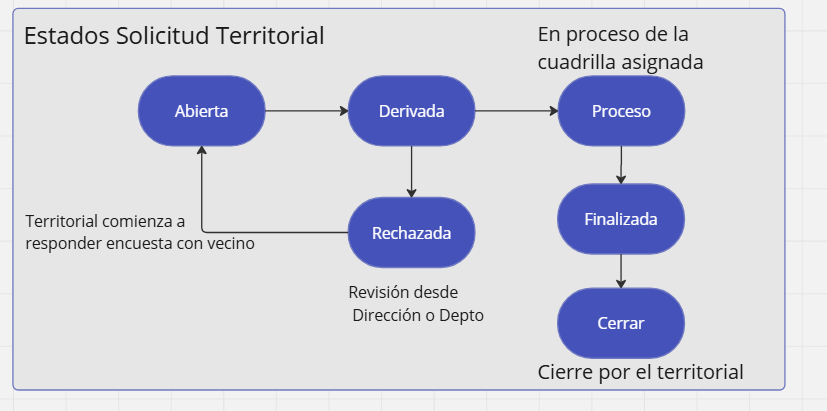 Estados Solicitud Territorial
En proceso de la
cuadrilla asignada
Abierta
Derivada
Proceso
Territorial comienza a
responder encuesta con vecino
Rechazada
Finalizada
Revisión desde
Dirección o Depto
Cerrar
Cierre por el territorial